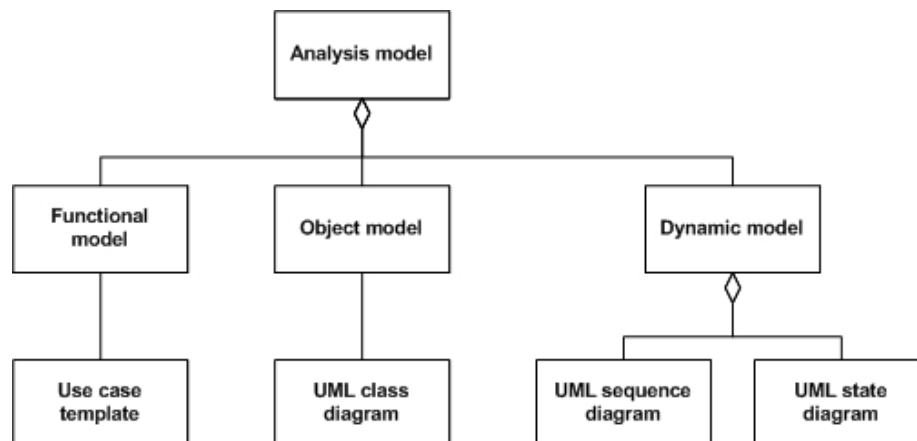 Analysis model
Functional
model
Object model
Dynamic model
Use case
template
UML class
diagram
UML sequence
diagram
UML state
diagram